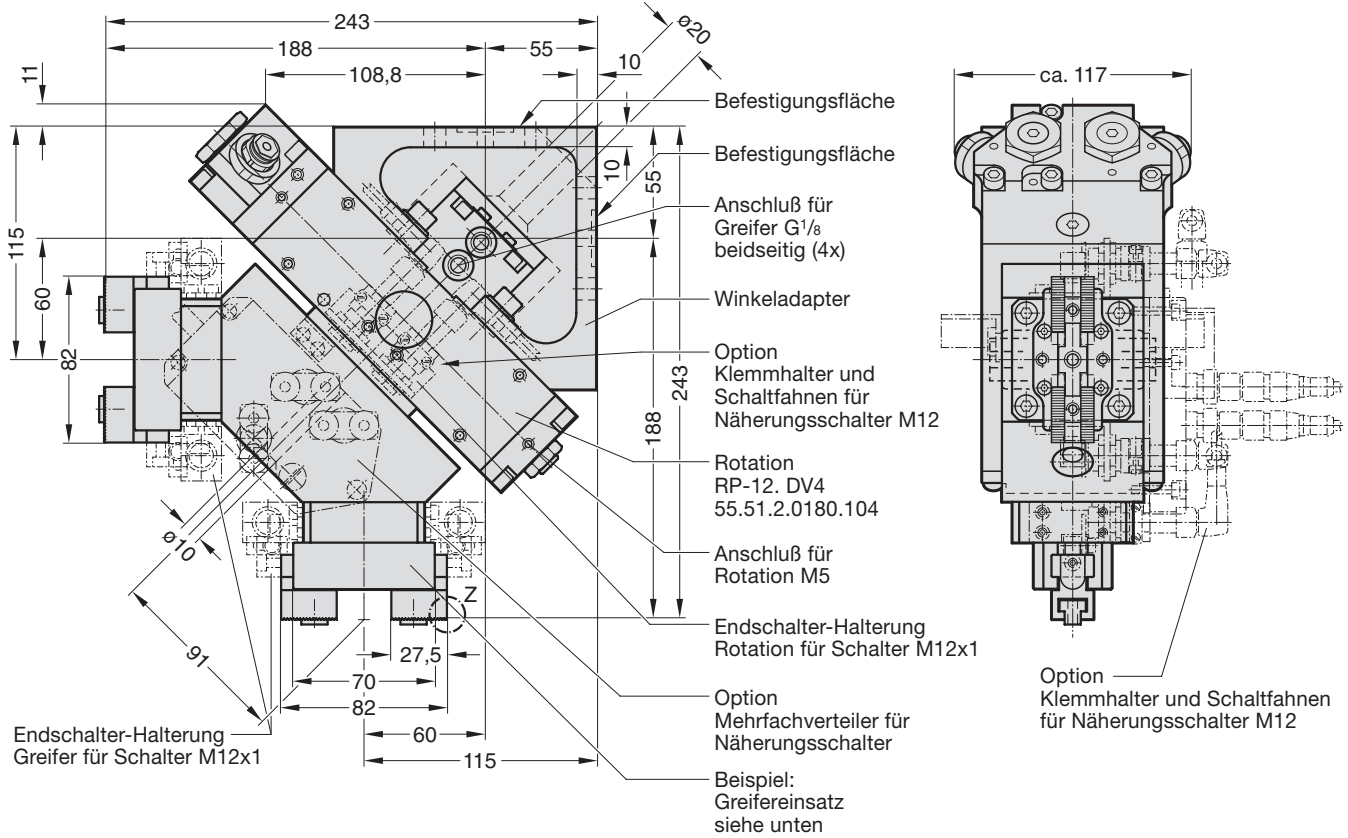 243
188
55
108,8
10
ø20
11
115
60
82
10
55
243
188
Befestigungsfläche
Befestigungsfläche
Anschluß für
Greifer G1/8
beidseitig (4x)
Winkeladapter
Option
Klemmhalter und
Schaltfahnen für
Näherungsschalter M12
Rotation
RP-12. DV4
55.51.2.0180.104
Anschluß für
Rotation M5
Endschalter-Halterung
Rotation für Schalter M12x1
Option
Mehrfachverteiler für
Näherungsschalter
Beispiel:
Greifereinsatz
siehe unten
ø10
91
Z
27,5
70
82
60
115
Endschalter-Halterung
Greifer für Schalter M12x1
ca. 117
Option
Klemmhalter und Schaltfahnen
für Näherungsschalter M12